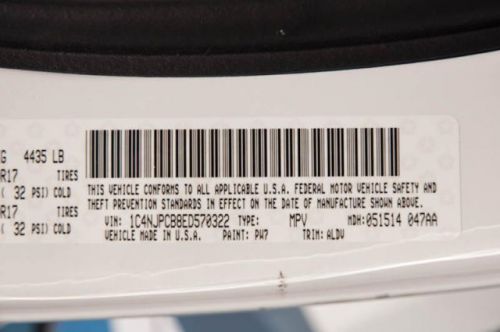 G 4435 LB
R17 TIRES
( 32 PSI) COLD
R17 TIRES
( 32 PSI) COLD
THIS VEHICLE CONFORMS TO ALL APPLICABLE U.S.A. FEDERAL MOTOR VEHICLE SAFETY AND
THEFT PREVENTION STANDARDS IN EFFECT ON THE DATE OF MANUFACTURE SHOWN ABOVE.
VIN: 1C4NJPCB8ED570322 TYPE: MPV MDH: 051514 047AA
VEHICLE MADE IN U.S.A. PAINT: PW7 TRIM: ALDV